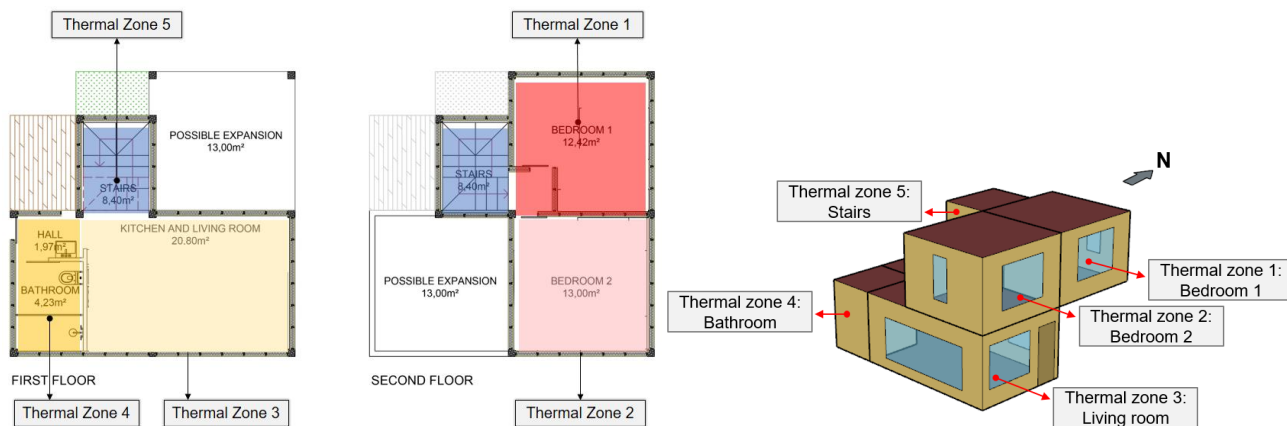 Thermal Zone 5
POSSIBLE EXPANSION
13,00m²
STAIRS
8,40m²
HALL
1,97m²
KITCHEN AND LIVING ROOM
20.80m²
BATHROOM
4,23m²
FIRST FLOOR
Thermal Zone 4
Thermal Zone 3
Thermal Zone 1
BEDROOM 1
12,42m²
STAIRS
8,40m²
POSSIBLE EXPANSION
13,00m²
BEDROOM 2
13,00m²
SECOND FLOOR
Thermal Zone 2
N
Thermal zone 5:
Stairs
Thermal zone 1:
Bedroom 1
Thermal zone 4:
Bathroom
Thermal zone 2:
Bedroom 2
Thermal zone 3:
Living room